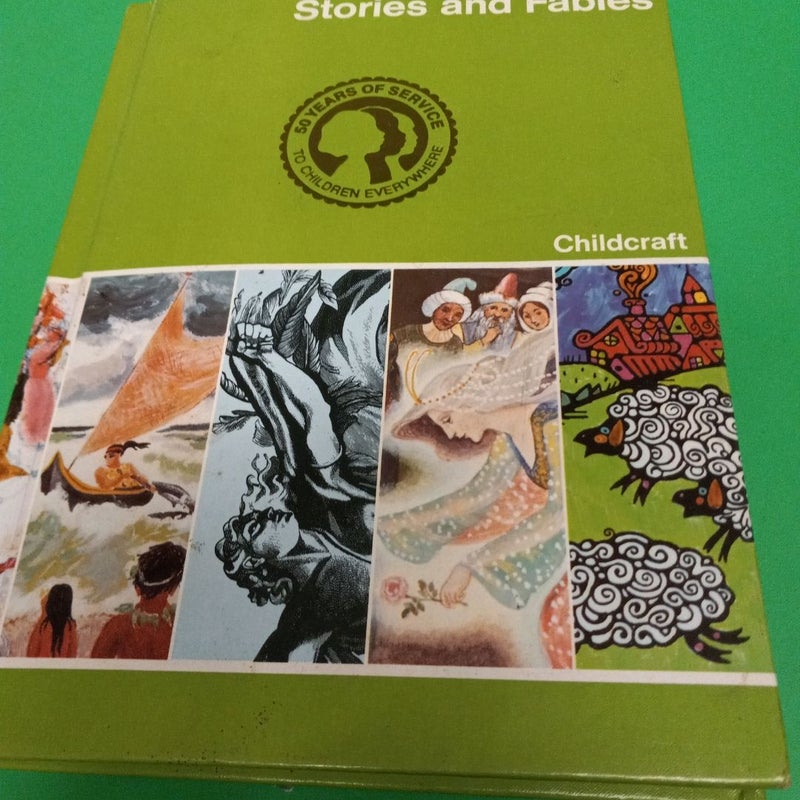 Stories and Fables
50 YEARS OF SERVICE
TO CHILDREN EVERYWHERE
Childcraft